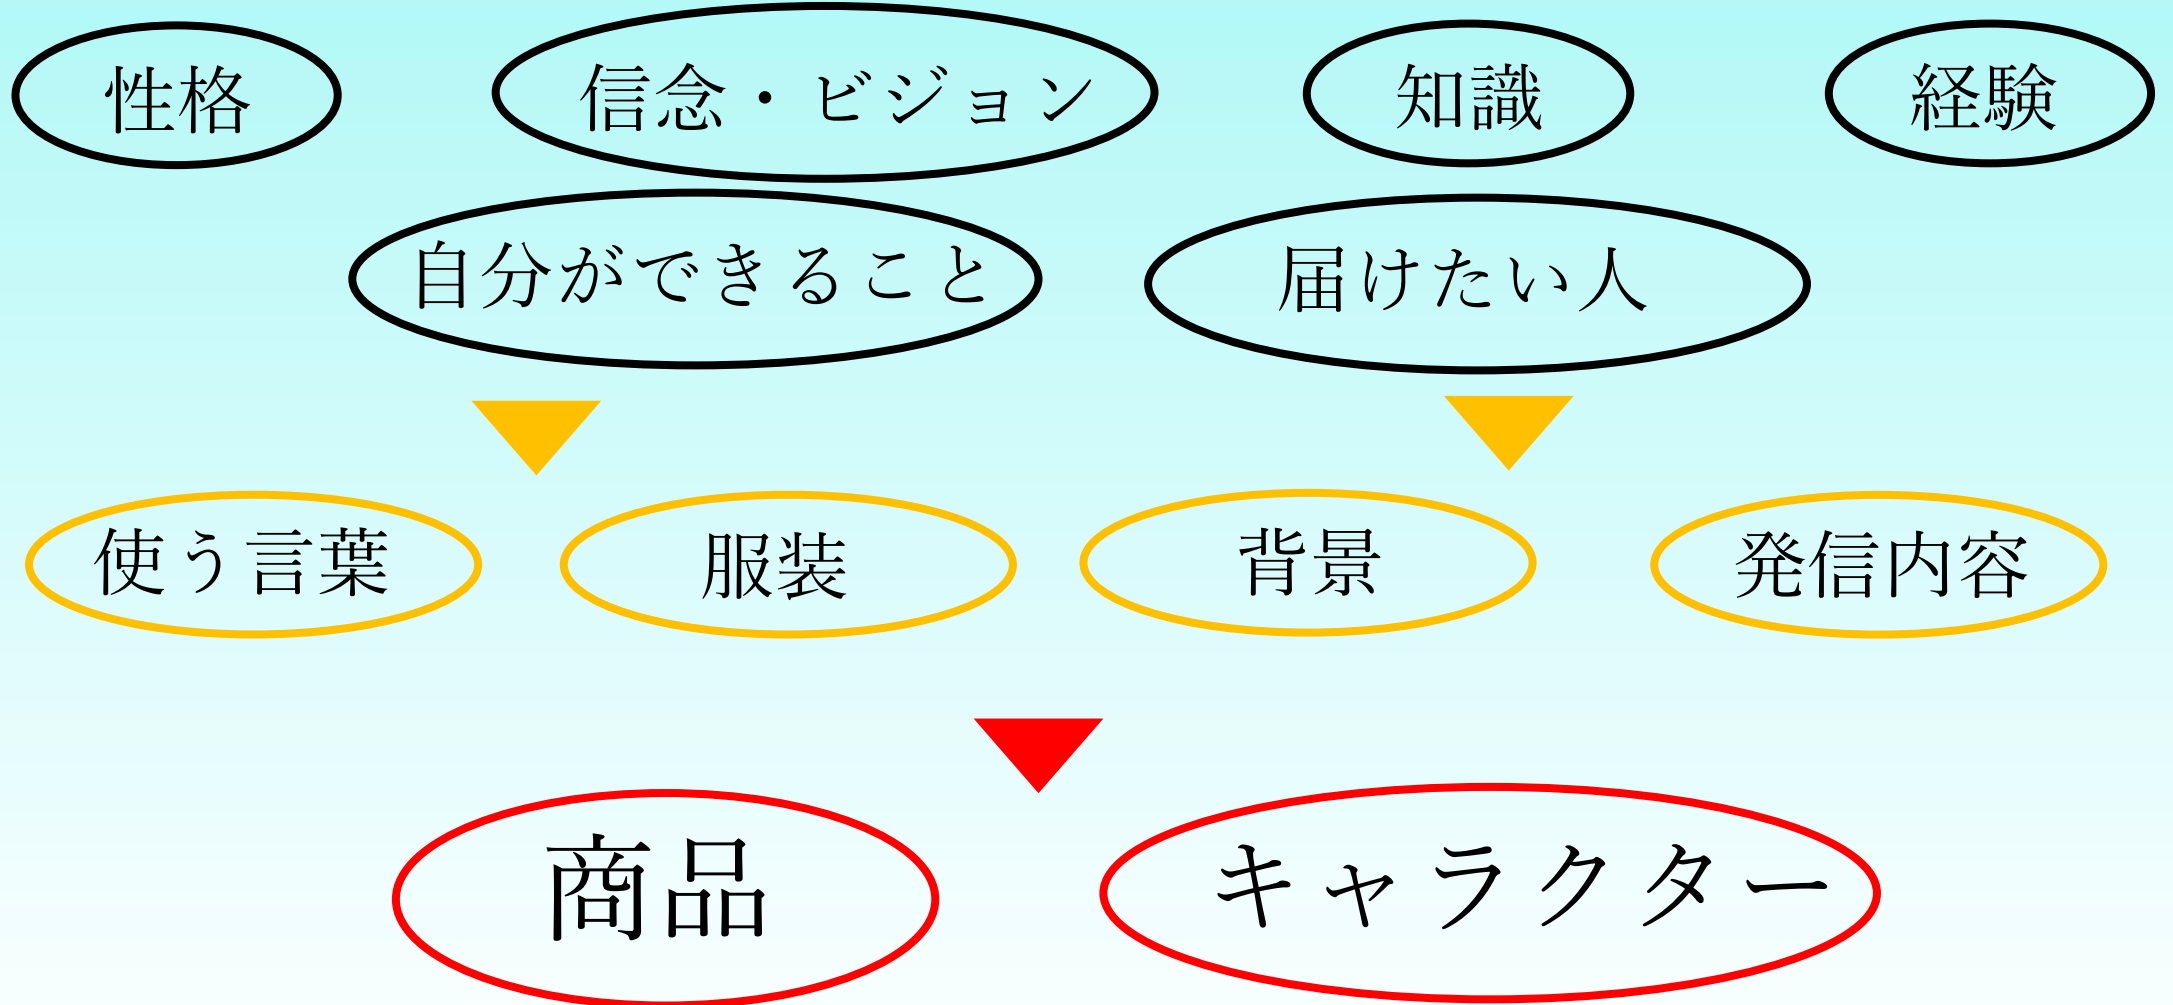 性格
信念・ビジョン
知識
経験
自分ができること
届けたい人
使う言葉
服装
背景
発信内容
商品
キャラクター